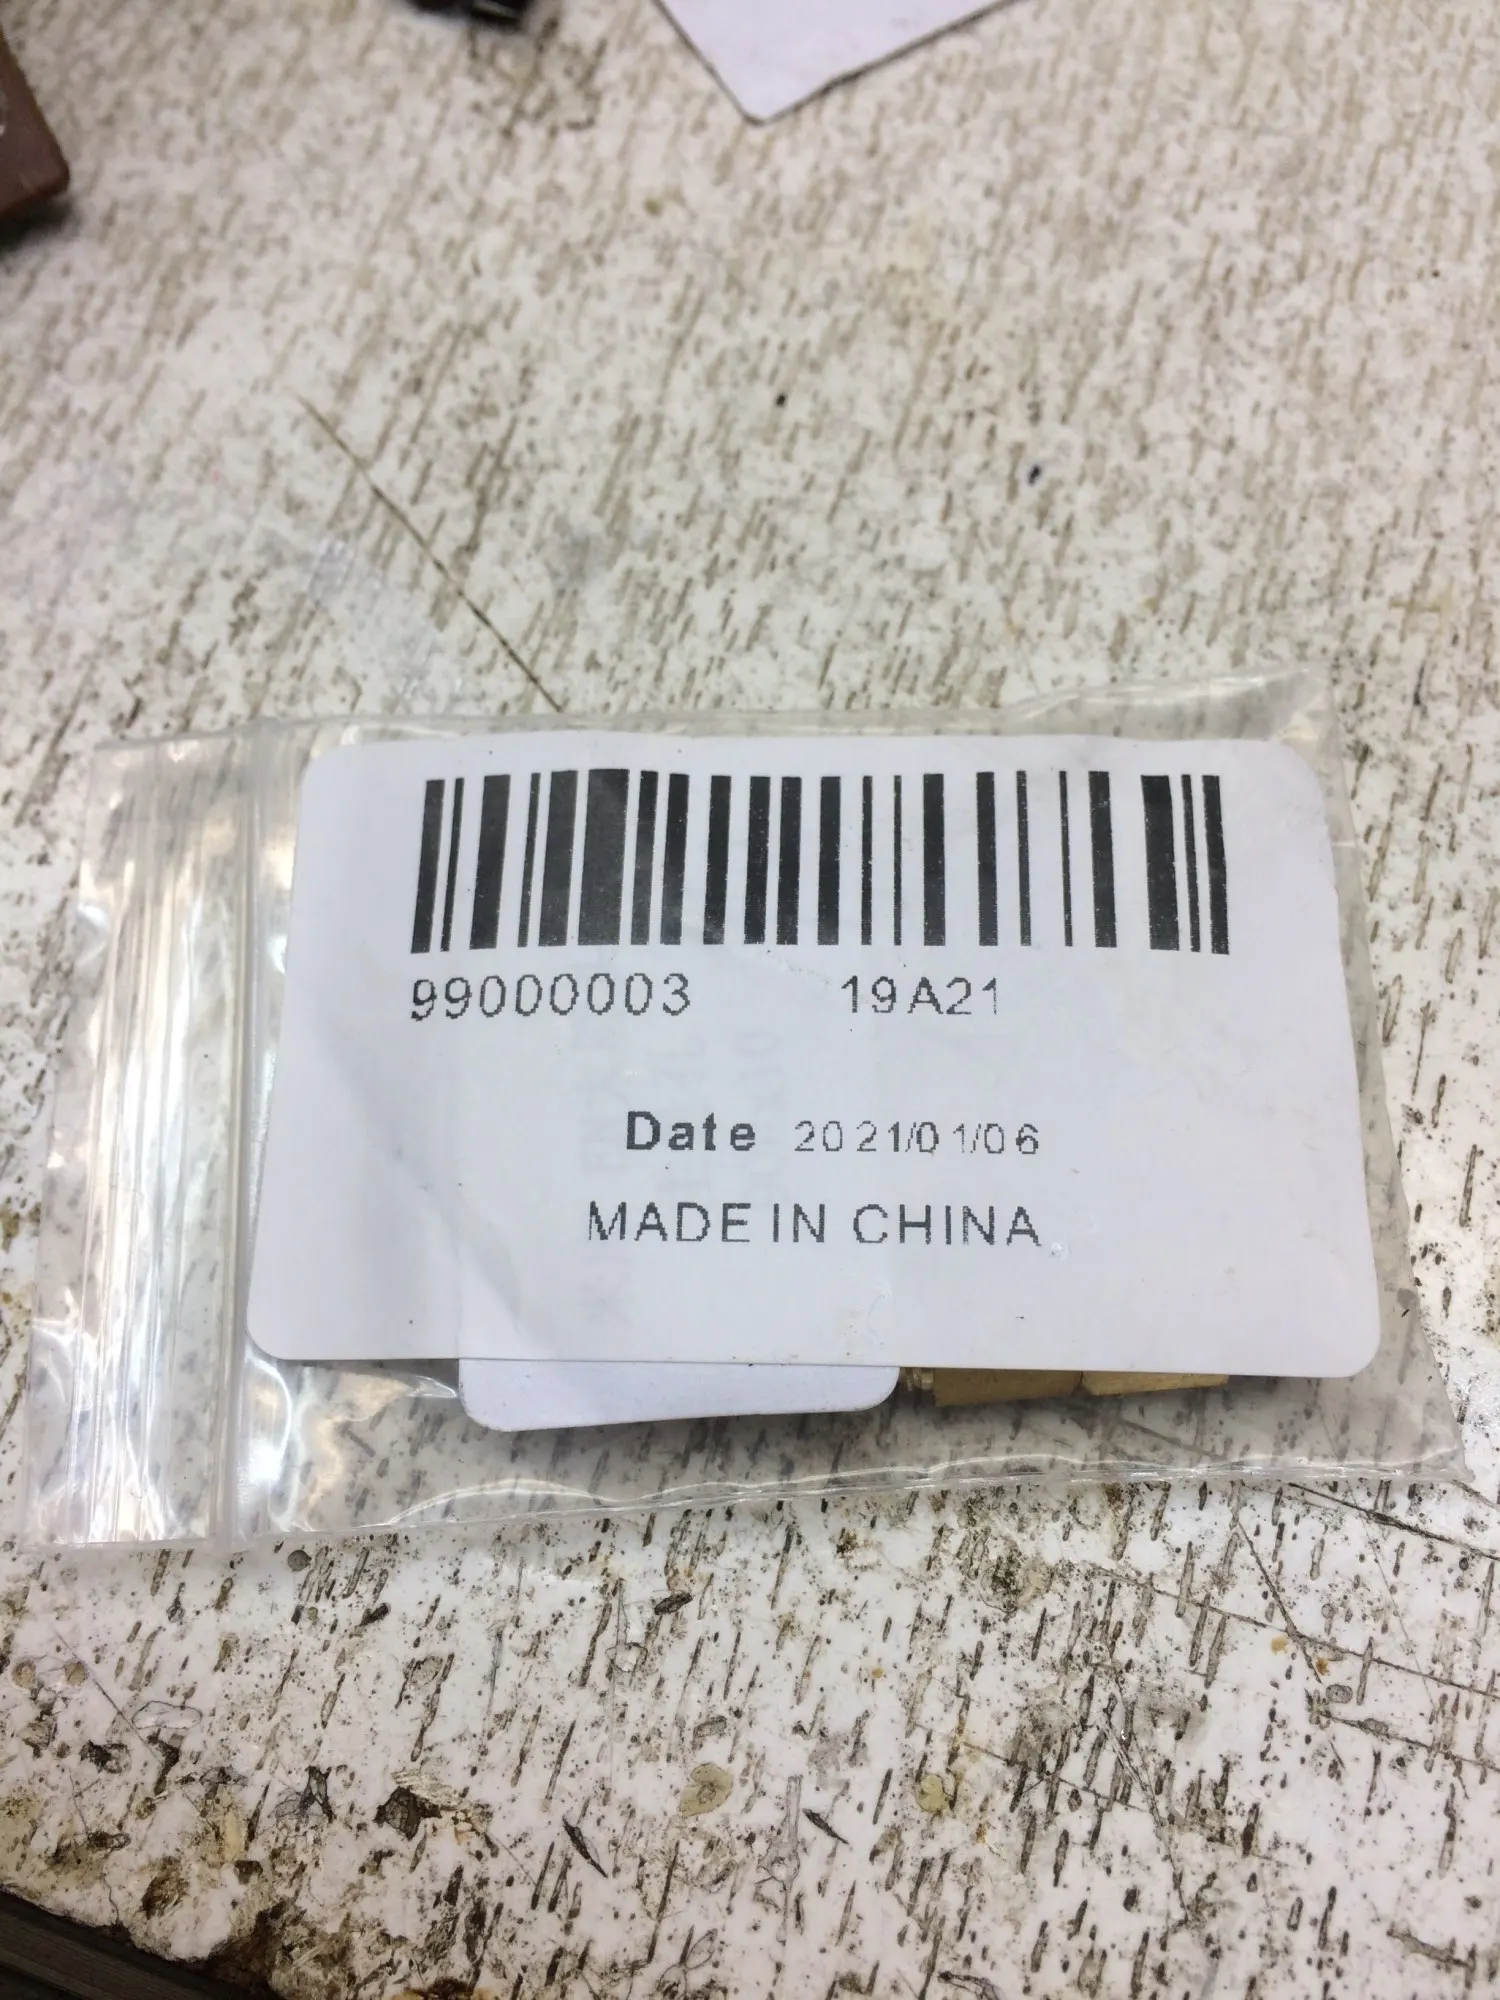 99000003 19A21
Date 2021/01/06
MADE IN CHINA